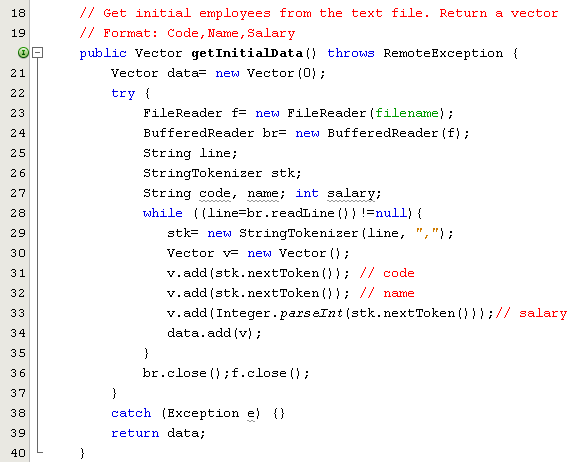 18 // Get initial employees from the text file. Return a vector
19 // Format: Code,Name,Salary
public Vector getInitialData() throws RemoteException {
21 Vector data= new Vector(0);
22 try {
23 FileReader f= new FileReader(filename);
24 BufferedReader br= new BufferedReader(f);
25 String line;
26 StringTokenizer stk;
27 String code, name; int salary;
28 while ((line=br.readLine())!=null){
29 stk= new StringTokenizer(line, ",");
30 Vector v= new Vector();
31 v.add(stk.nextToken()); // code
32 v.add(stk.nextToken()); // name
33 v.add(Integer.parseInt(stk.nextToken()));// salary
34 data.add(v);
35 }
36 br.close();f.close();
37 }
38 catch (Exception e) {}
39 return data;
40 }